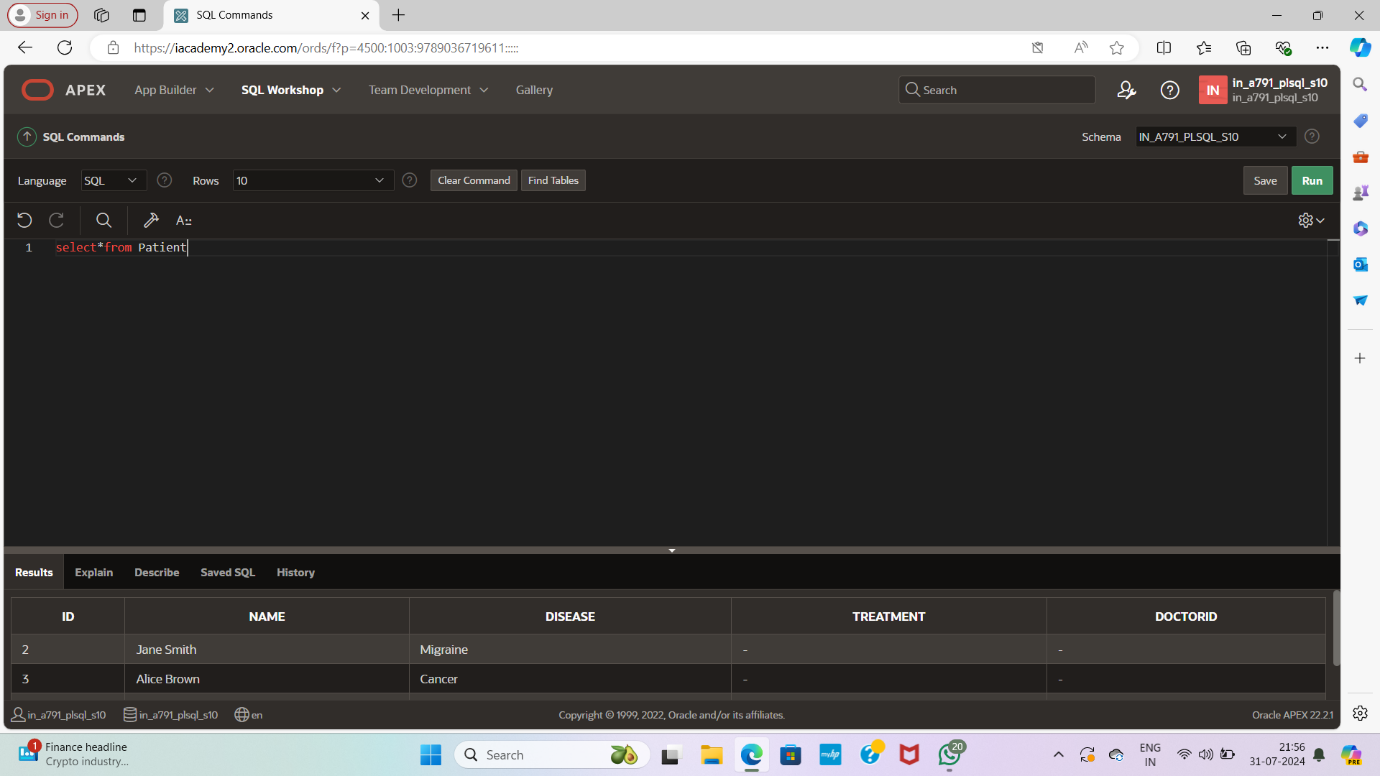 Sign in
SQL Commands
https://iacademy2.oracle.com/ords/f?p=4500:1003:9789036719611:::::
APEX App Builder SQL Workshop Team Development Gallery Search IN in_a791_plsql_s10
in_a791_plsql_s10
SQL Commands Schema IN_A791_PLSQL_S10
Language SQL Rows 10 Clear Command Find Tables Save Run
1 select*from Patient
Results Explain Describe Saved SQL History
ID NAME DISEASE TREATMENT DOCTORID
2 Jane Smith Migraine - -
3 Alice Brown Cancer - -
in_a791_plsql_s10 in_a791_plsql_s10 en Copyright © 1999, 2022, Oracle and/or its affiliates. Oracle APEX 22.2.1
1 Finance headline
Crypto industry...
Search
myhp
20
ENG
IN
21:56
31-07-2024
PRE